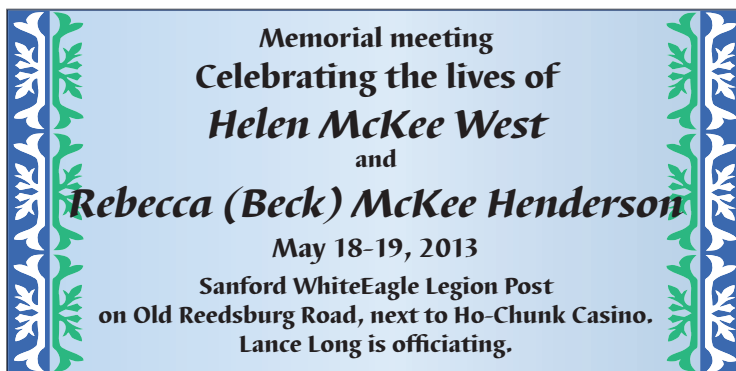 Memorial meeting
Celebrating the lives of
Helen McKee West
and
Rebecca (Beck) McKee Henderson
May 18-19, 2013
Sanford WhiteEagle Legion Post
on Old Reedsburg Road, next to Ho-Chunk Casino.
Lance Long is officiating.